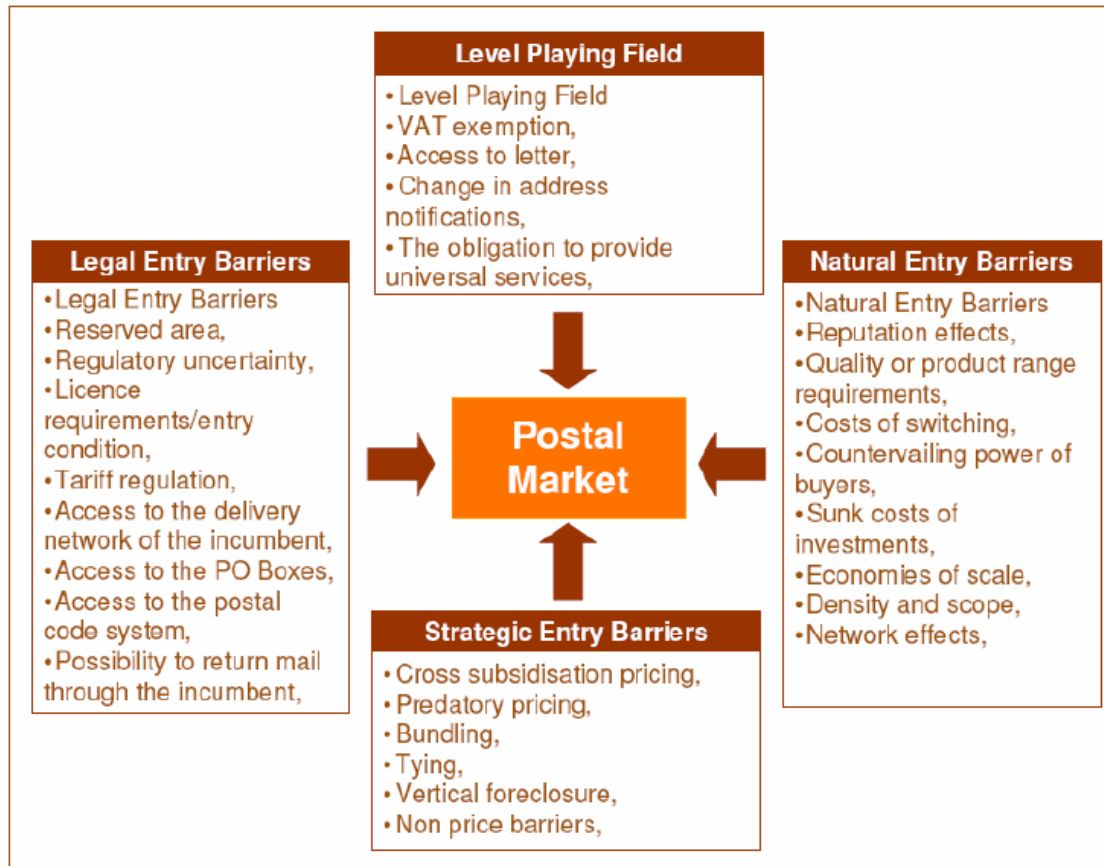 Level Playing Field
• Level Playing Field
• VAT exemption,
• Access to letter,
• Change in address
notifications,
• The obligation to provide
universal services,
Legal Entry Barriers
• Legal Entry Barriers
• Reserved area,
• Regulatory uncertainty,
• Licence
requirements/entry
condition,
• Tariff regulation,
• Access to the delivery
network of the incumbent,
• Access to the PO Boxes,
• Access to the postal
code system,
• Possibility to return mail
through the incumbent,
Postal
Market
Natural Entry Barriers
• Natural Entry Barriers
• Reputation effects,
• Quality or product range
requirements,
• Costs of switching,
• Countervailing power of
buyers,
• Sunk costs of
investments,
• Economies of scale,
• Density and scope,
• Network effects,
Strategic Entry Barriers
• Cross subsidisation pricing,
• Predatory pricing,
• Bundling,
• Tying,
• Vertical foreclosure,
• Non price barriers,